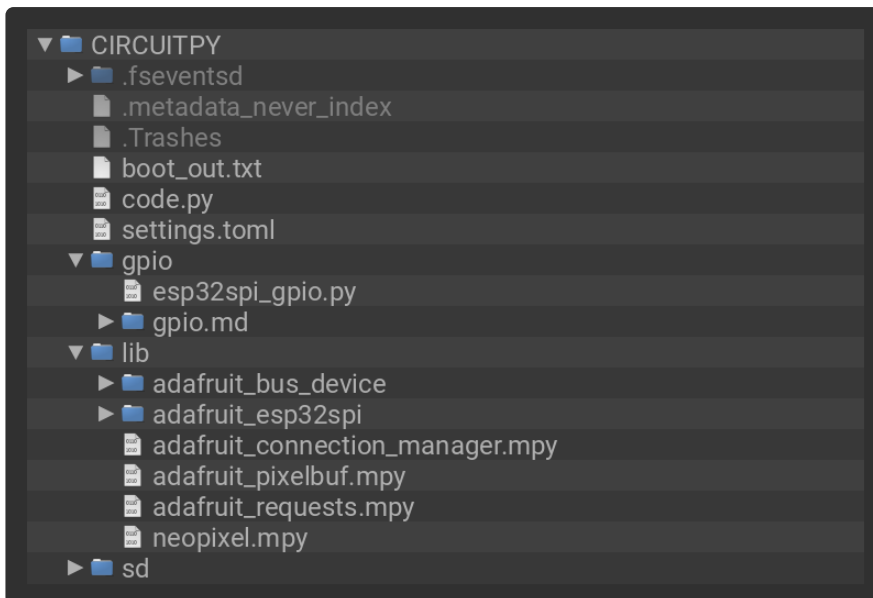 CIRCUITPY
.fseventsd
.metadata_never_index
.Trashes
boot_out.txt
code.py
settings.toml
gpio
esp32spi_gpio.py
gpio.md
lib
adafruit_bus_device
adafruit_esp32spi
adafruit_connection_manager.mpy
adafruit_pixelbuf.mpy
adafruit_requests.mpy
neopixel.mpy
sd